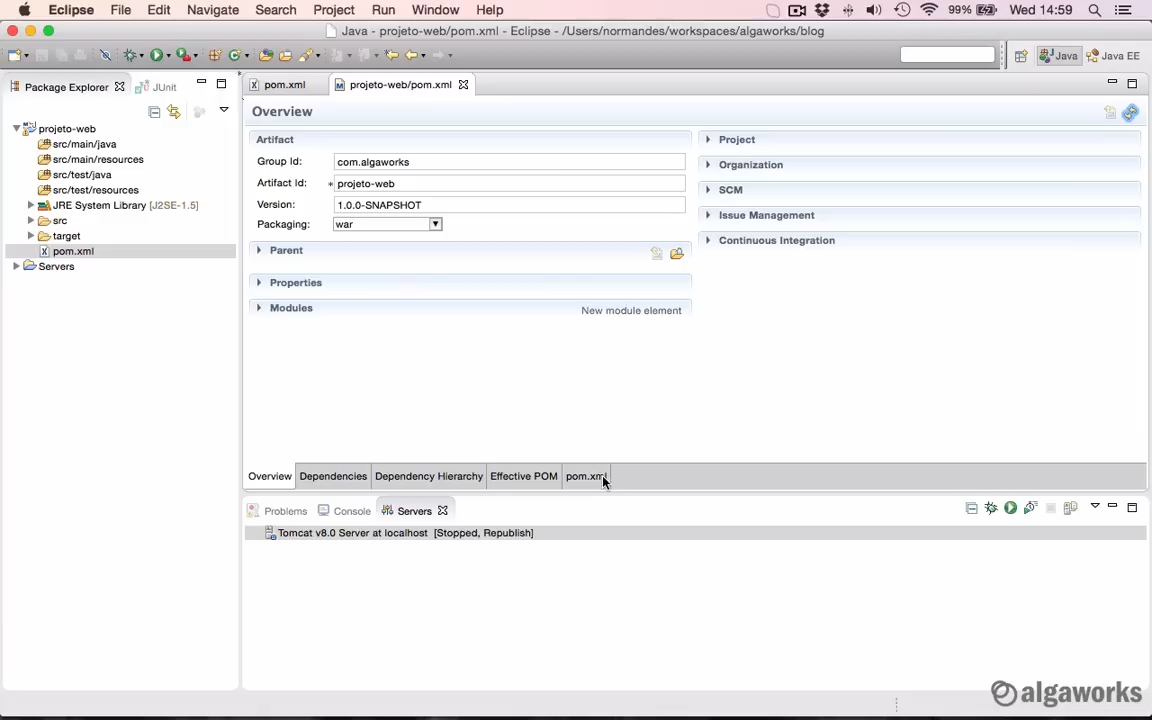 Eclipse File Edit Navigate Search Project Run Window Help 99% Wed 14:59
Java - projeto-web/pom.xml - Eclipse - /Users/normandes/workspaces/algaworks/blog
Java Java EE
Package Explorer JUnit
pom.xml projeto-web/pom.xml
projeto-web
src/main/java
src/main/resources
src/test/java
src/test/resources
JRE System Library [J2SE-1.5]
src
target
pom.xml
Servers
Overview
Artifact
Group Id: com.algaworks
Artifact Id: * projeto-web
Version: 1.0.0-SNAPSHOT
Packaging: war
Parent
Properties
Modules New module element
Project
Organization
SCM
Issue Management
Continuous Integration
Overview Dependencies Dependency Hierarchy Effective POM pom.xml
Problems Console Servers
Tomcat v8.0 Server at localhost [Stopped, Republish]
algaworks